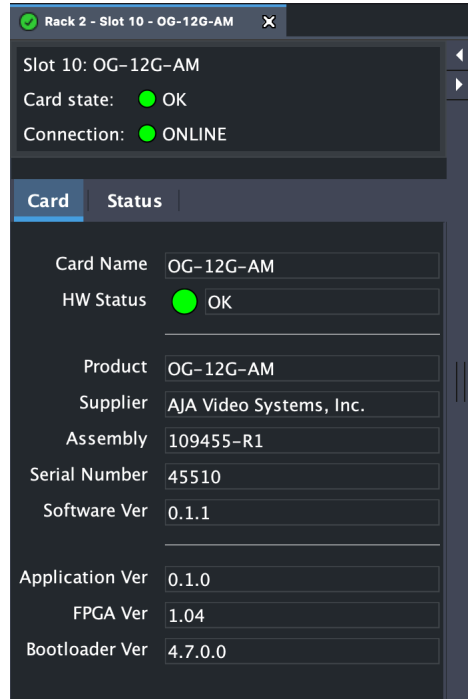 Rack 2 - Slot 10 - OG-12G-AM X
Slot 10: OG-12G-AM
Card state: OK
Connection: ONLINE
Card Status
Card Name OG-12G-AM
HW Status OK
Product OG-12G-AM
Supplier AJA Video Systems, Inc.
Assembly 109455-R1
Serial Number 45510
Software Ver 0.1.1
Application Ver 0.1.0
FPGA Ver 1.04
Bootloader Ver 4.7.0.0